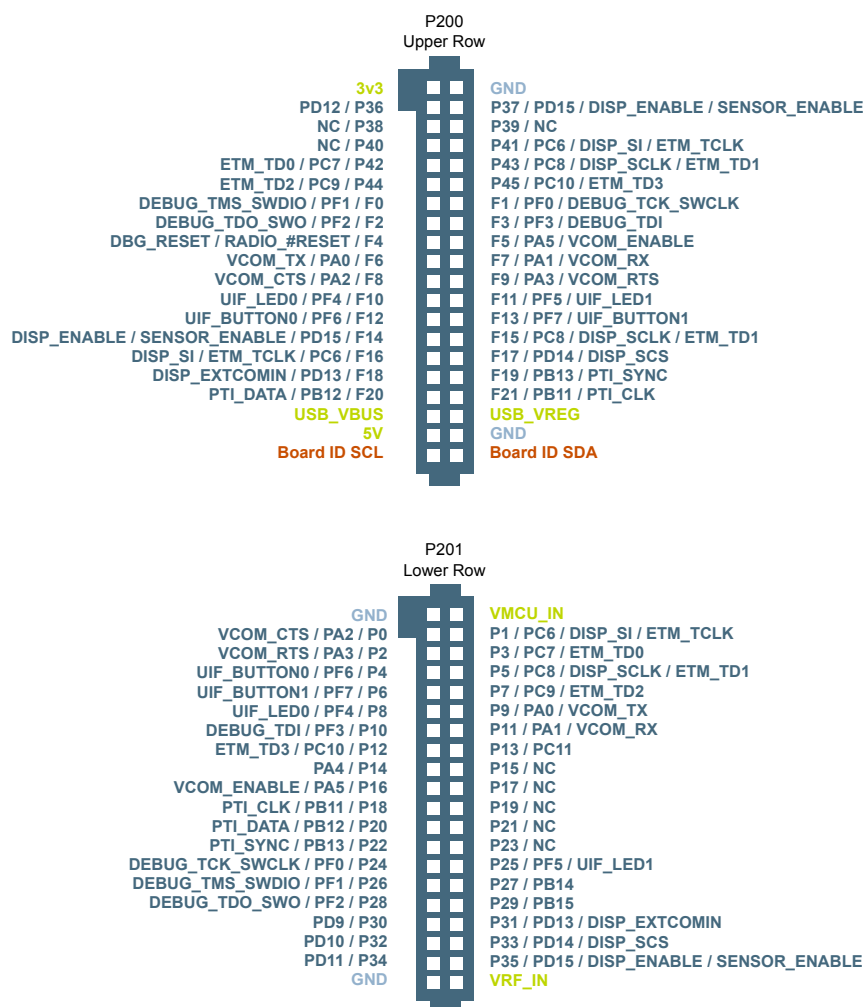 P200
Upper Row
3v3 GND
PD12 / P36 P37 / PD15 / DISP_ENABLE / SENSOR_ENABLE
NC / P38 P39 / NC
NC / P40 P41 / PC6 / DISP_SI / ETM_TCLK
ETM_TD0 / PC7 / P42 P43 / PC8 / DISP_SCLK / ETM_TD1
ETM_TD2 / PC9 / P44 P45 / PC10 / ETM_TD3
DEBUG_TMS_SWDIO / PF1 / F0 F1 / PF0 / DEBUG_TCK_SWCLK
DEBUG_TDO_SWO / PF2 / F2 F3 / PF3 / DEBUG_TDI
DBG_RESET / RADIO_#RESET / F4 F5 / PA5 / VCOM_ENABLE
VCOM_TX / PA0 / F6 F7 / PA1 / VCOM_RX
VCOM_CTS / PA2 / F8 F9 / PA3 / VCOM_RTS
UIF_LED0 / PF4 / F10 F11 / PF5 / UIF_LED1
UIF_BUTTON0 / PF6 / F12 F13 / PF7 / UIF_BUTTON1
DISP_ENABLE / SENSOR_ENABLE / PD15 / F14 F15 / PC8 / DISP_SCLK / ETM_TD1
DISP_SI / ETM_TCLK / PC6 / F16 F17 / PD14 / DISP_SCS
DISP_EXTCOMIN / PD13 / F18 F19 / PB13 / PTI_SYNC
PTI_DATA / PB12 / F20 F21 / PB11 / PTI_CLK
USB_VBUS USB_VREG
5V GND
Board ID SCL Board ID SDA
P201
Lower Row
GND VMCU_IN
VCOM_CTS / PA2 / P0 P1 / PC6 / DISP_SI / ETM_TCLK
VCOM_RTS / PA3 / P2 P3 / PC7 / ETM_TD0
UIF_BUTTON0 / PF6 / P4 P5 / PC8 / DISP_SCLK / ETM_TD1
UIF_BUTTON1 / PF7 / P6 P7 / PC9 / ETM_TD2
UIF_LED0 / PF4 / P8 P9 / PA0 / VCOM_TX
DEBUG_TDI / PF3 / P10 P11 / PA1 / VCOM_RX
ETM_TD3 / PC10 / P12 P13 / PC11
PA4 / P14 P15 / NC
VCOM_ENABLE / PA5 / P16 P17 / NC
PTI_CLK / PB11 / P18 P19 / NC
PTI_DATA / PB12 / P20 P21 / NC
PTI_SYNC / PB13 / P22 P23 / NC
DEBUG_TCK_SWCLK / PF0 / P24 P25 / PF5 / UIF_LED1
DEBUG_TMS_SWDIO / PF1 / P26 P27 / PB14
DEBUG_TDO_SWO / PF2 / P28 P29 / PB15
PD9 / P30 P31 / PD13 / DISP_EXTCOMIN
PD10 / P32 P33 / PD14 / DISP_SCS
PD11 / P34 P35 / PD15 / DISP_ENABLE / SENSOR_ENABLE
GND VRF_IN